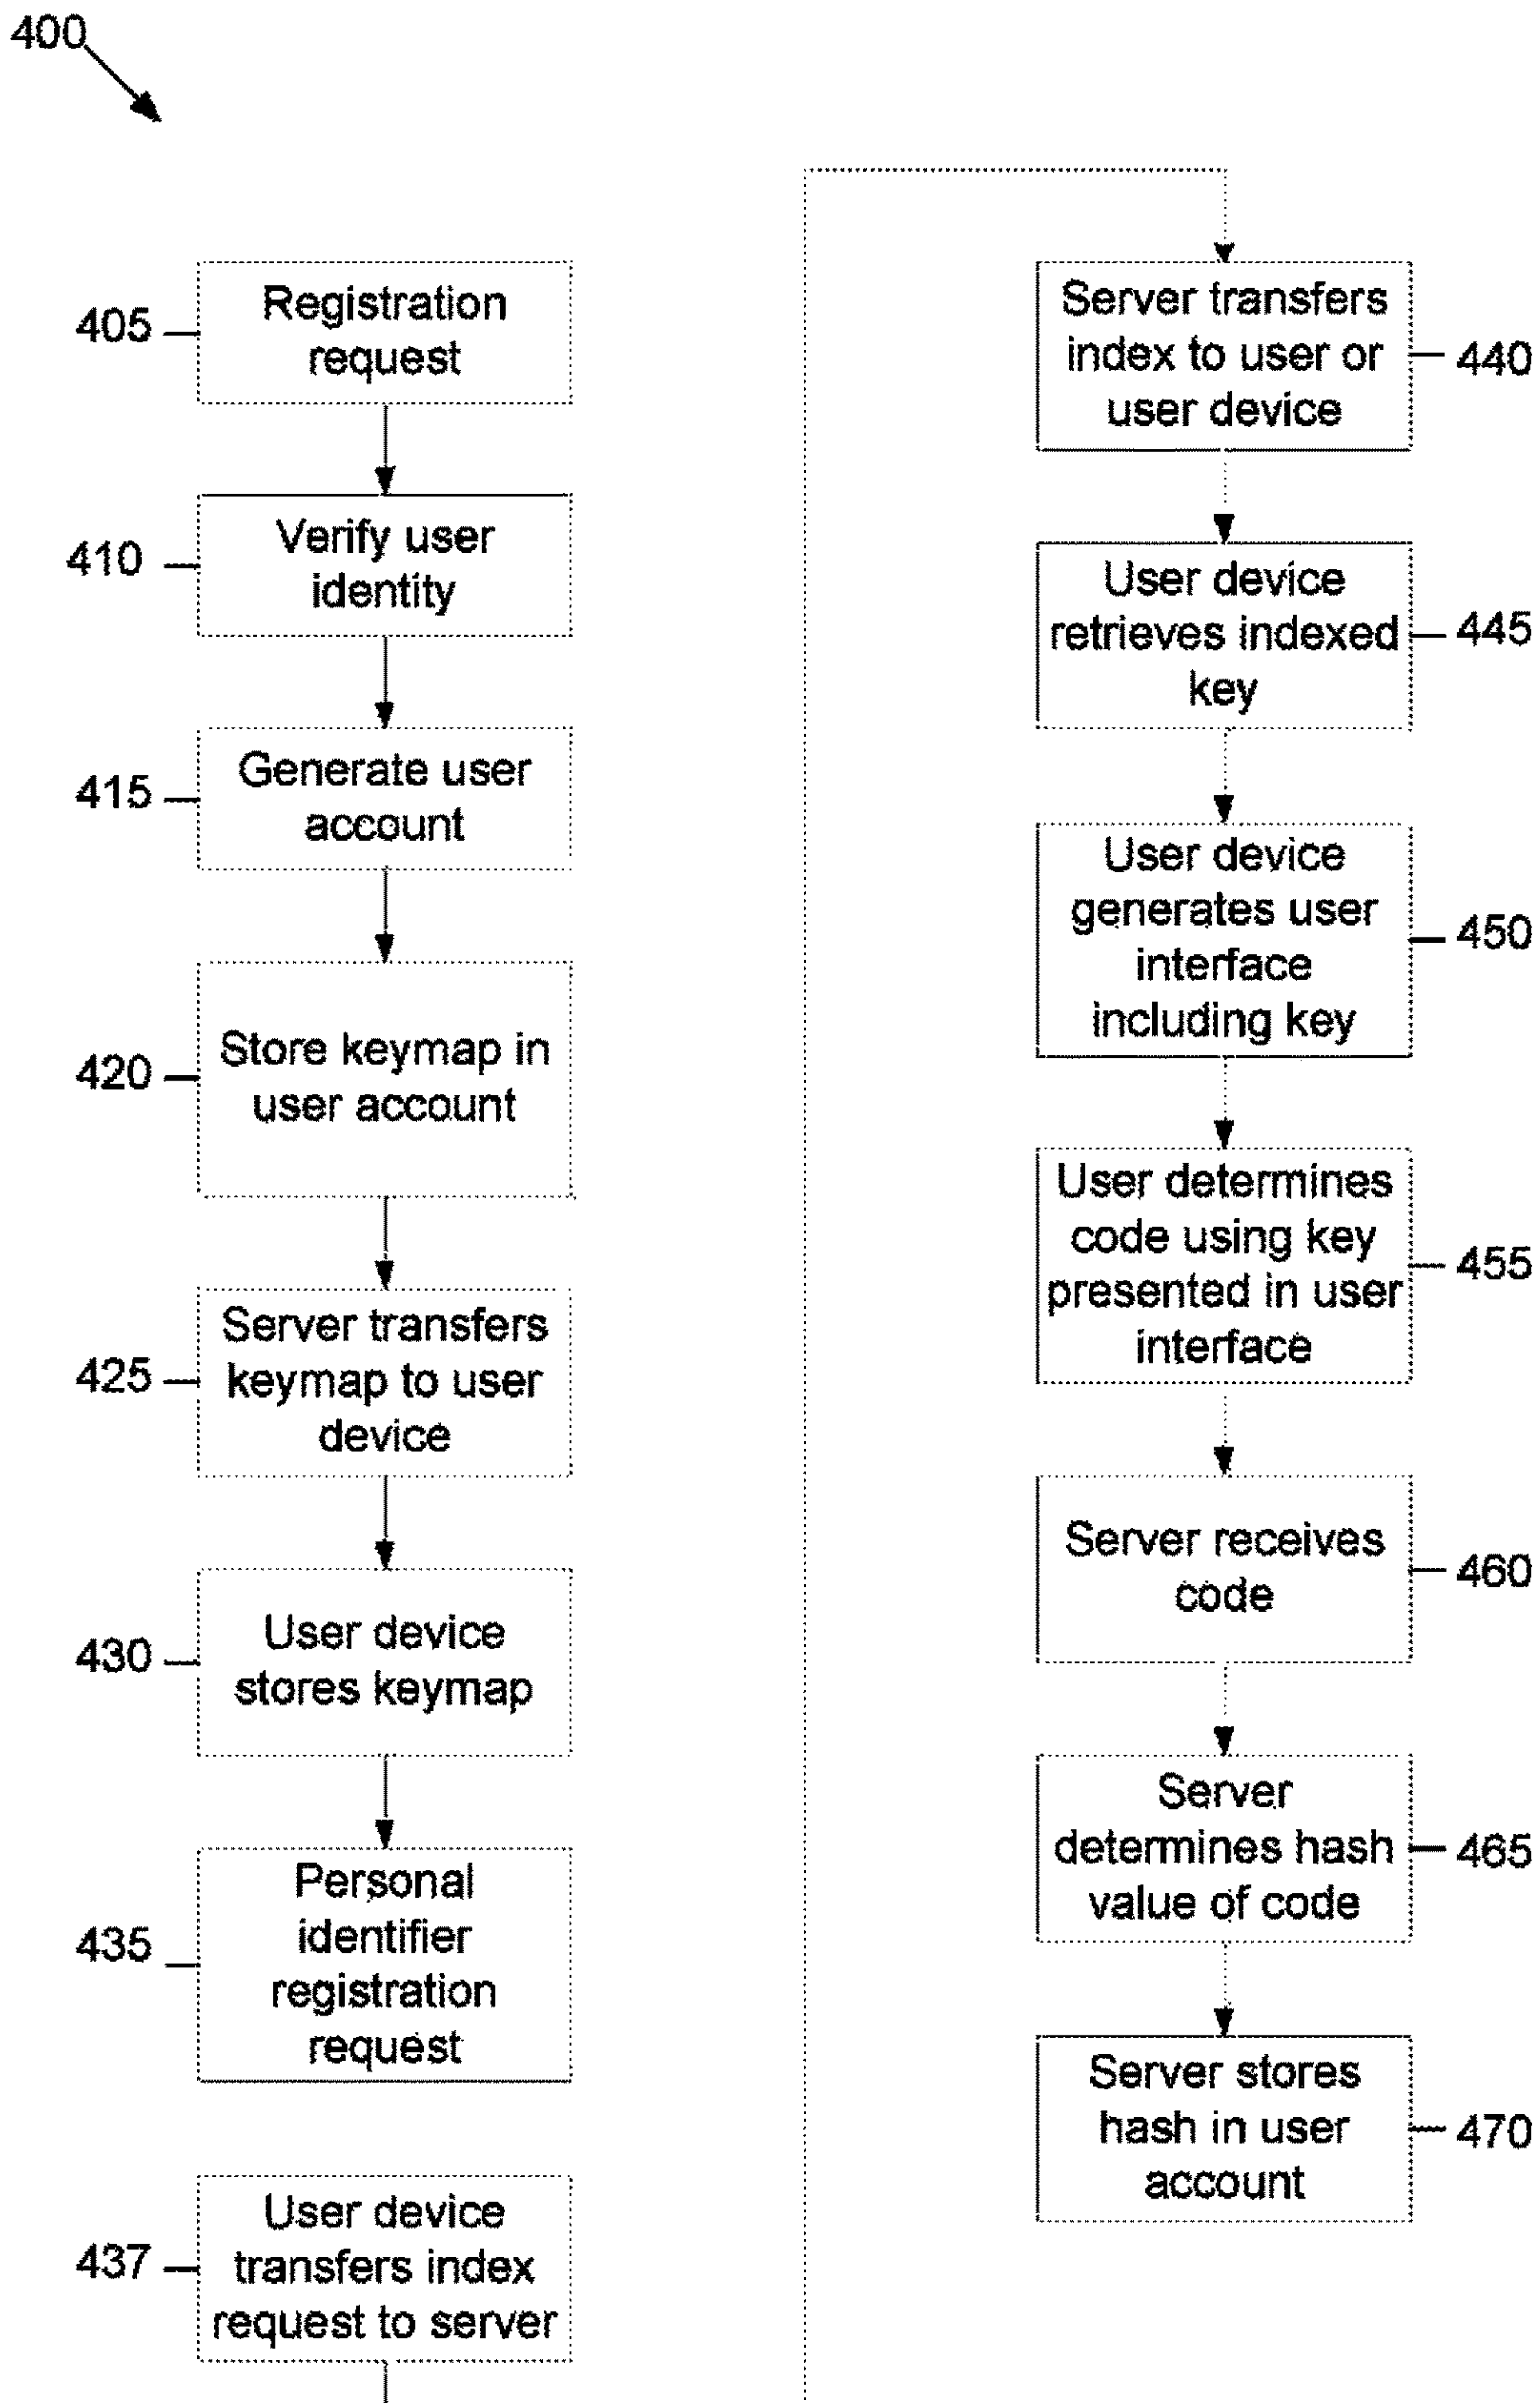 400
405
Registration
request
410
Verify user
identity
415
Generate user
account
420
Store keymap in
user account
425
Server transfers
keymap to user
device
430
User device
stores keymap
435
Personal
identifier
registration
request
437
User device
transfers index
request to server
Server transfers
index to user or
user device
440
User device
retrieves indexed
key
445
User device
generates user
interface
including key
450
User determines
code using key
presented in user
interface
455
Server receives
code
460
Server
determines hash
value of code
465
Server stores
hash in user
account
470